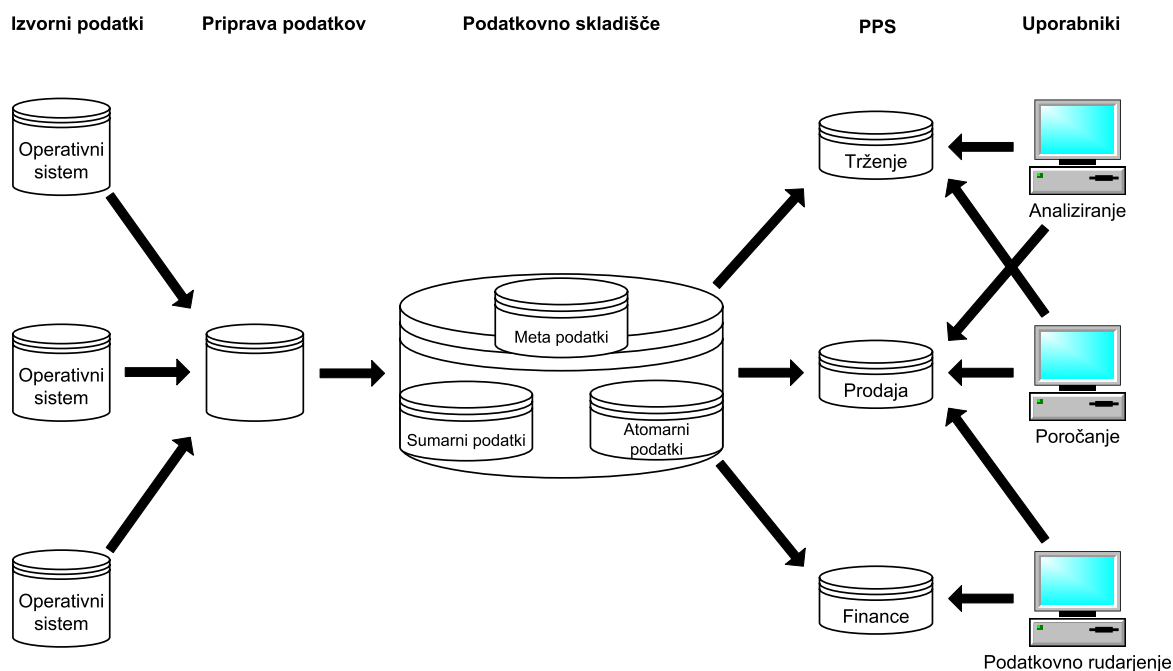 Izvorni podatki
Priprava podatkov
Podatkovno skladišče
PPS
Uporabniki
Operativni
sistem
Trženje
Analiziranje
Meta podatki
Operativni
sistem
Sumarni podatki
Atomarni
podatki
Prodaja
Poročanje
Operativni
sistem
Finance
Podatkovno rudarjenje